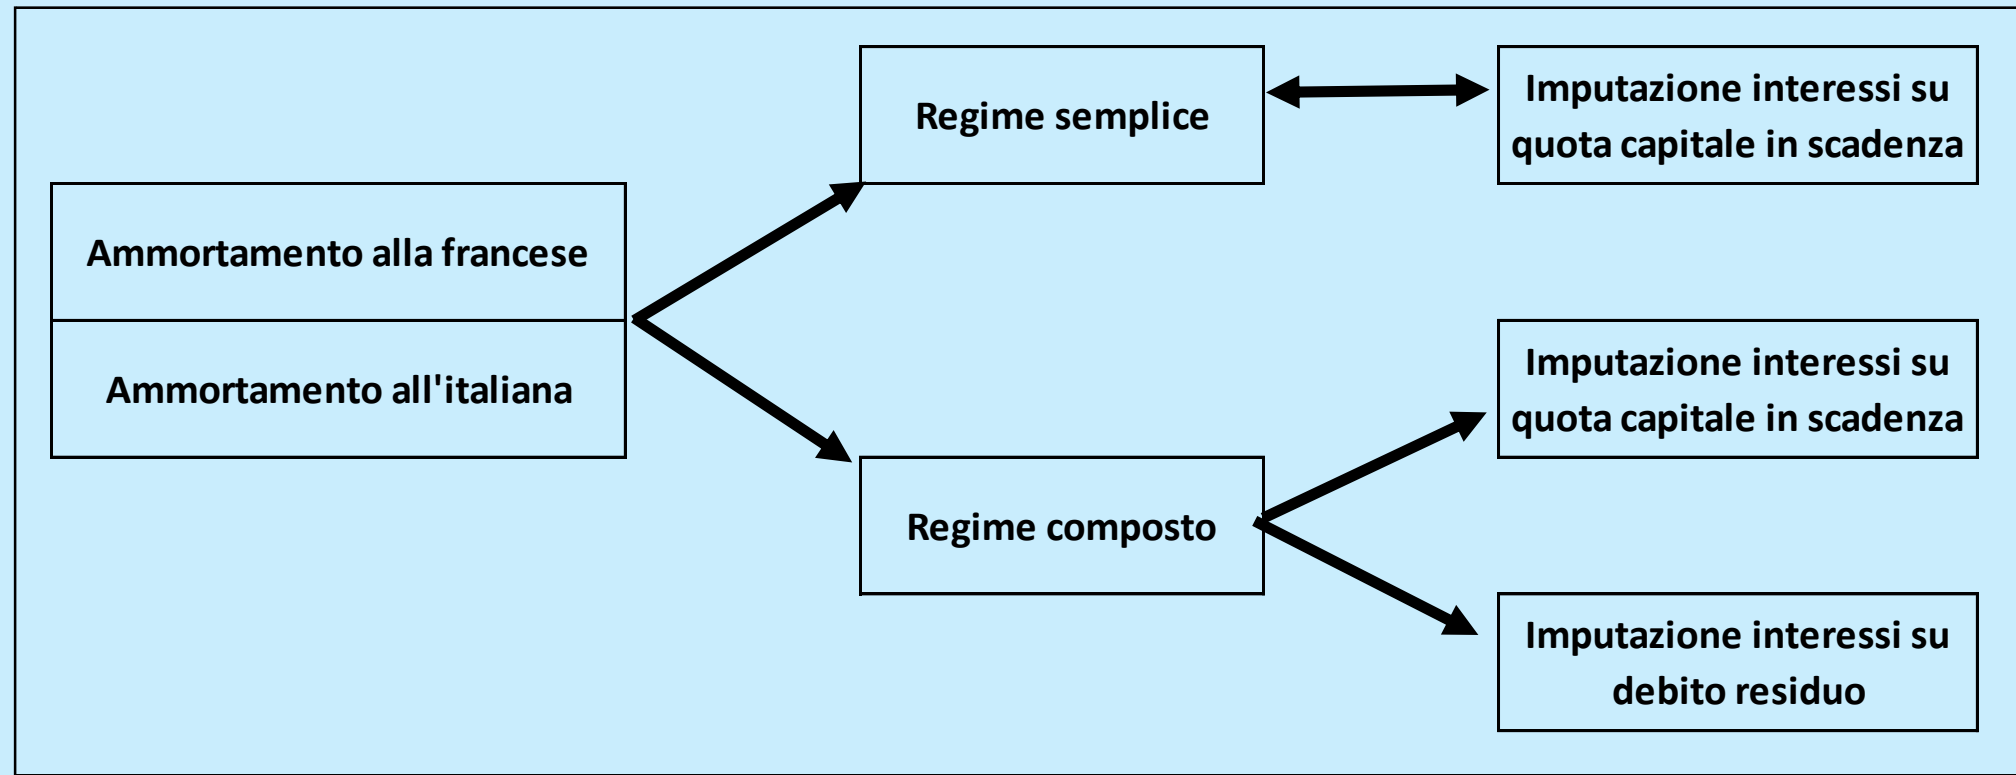 Ammortamento alla francese
Ammortamento all'italiana
Regime semplice
Regime composto
Imputazione interessi su
quota capitale in scadenza
Imputazione interessi su
quota capitale in scadenza
Imputazione interessi su
debito residuo